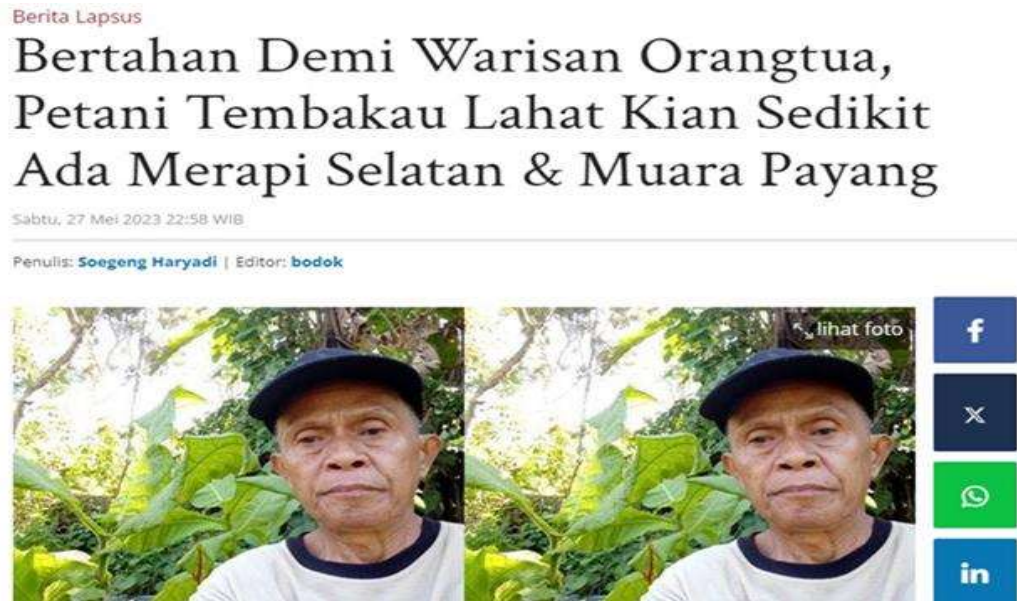 Berita Lapsus
Bertahan Demi Warisan Orangtua,
Petani Tembakau Lahat Kian Sedikit
Ada Merapi Selatan & Muara Payang
Sabtu, 27 Mei 2023 22:58 WIB
Penulis: Soegeng Haryadi | Editor: bodok
lihat foto
f
X
in